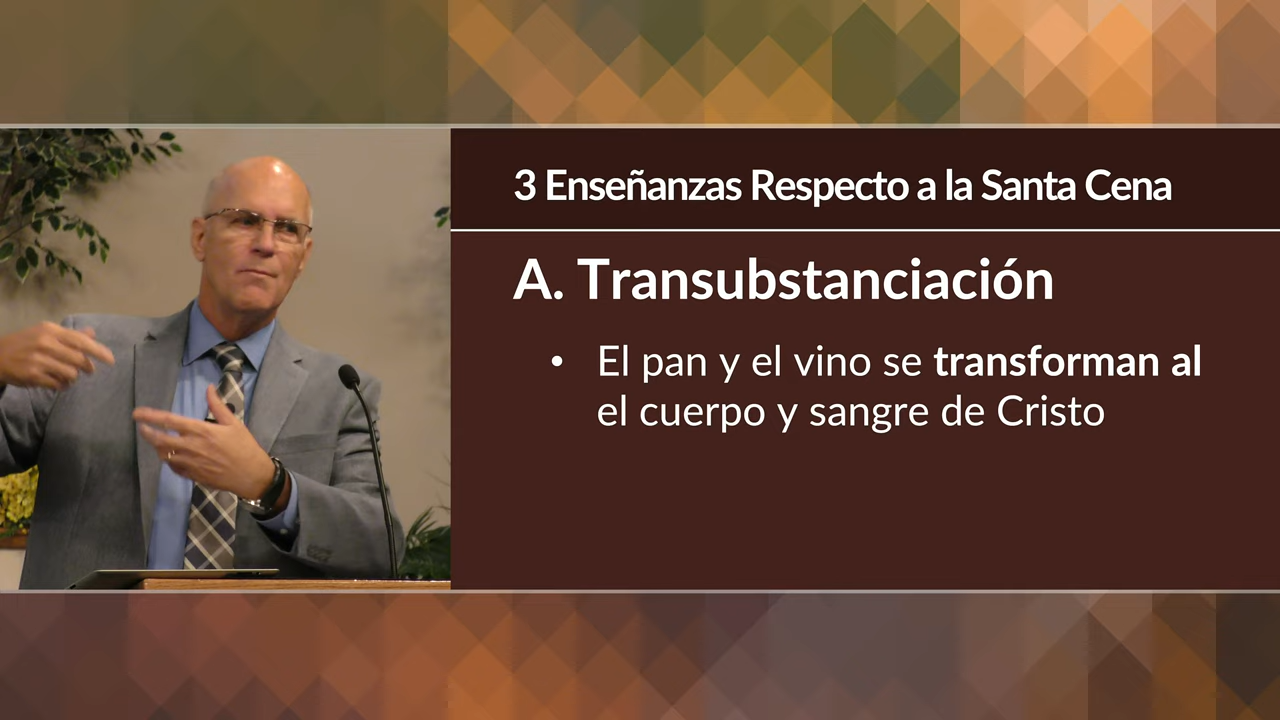 3 Enseñanzas Respecto a la Santa Cena
A. Transubstanciación
• El pan y el vino se transforman al
el cuerpo y sangre de Cristo